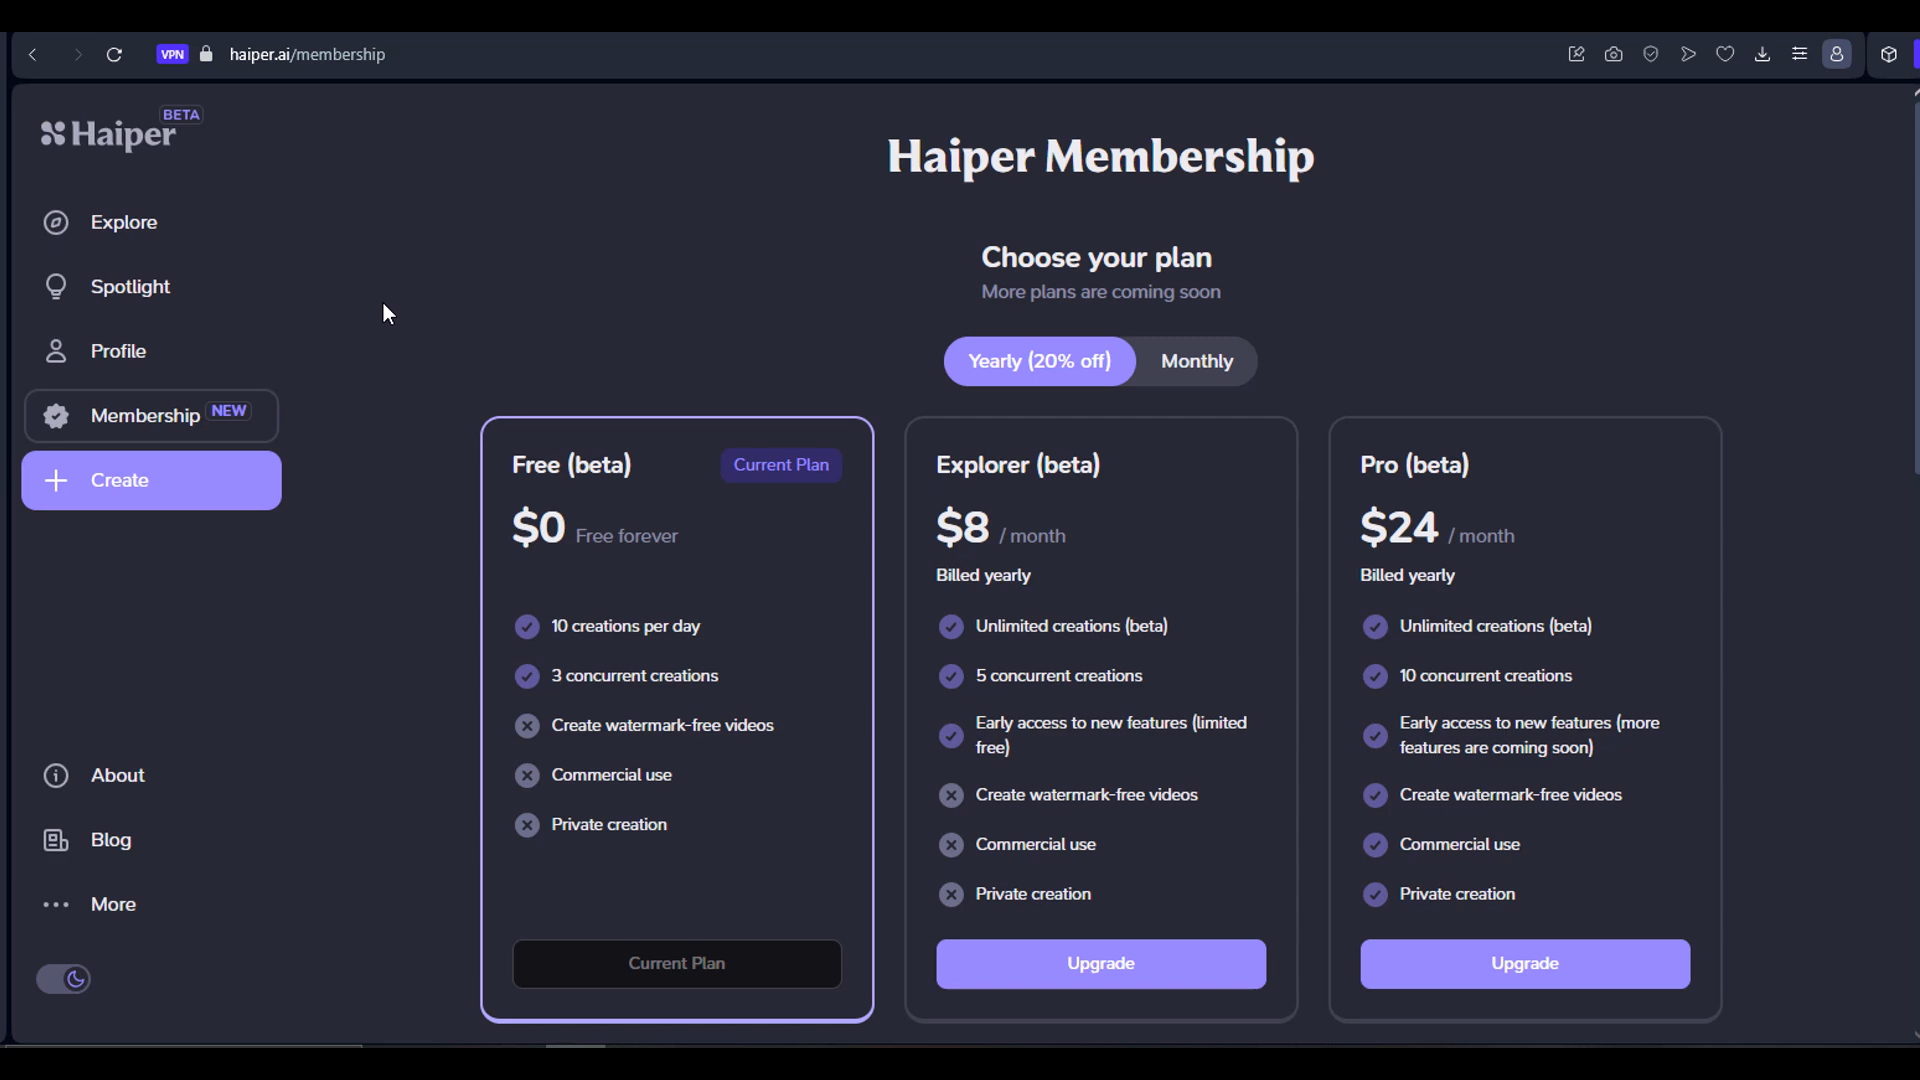 VPN
haiper.ai/membership
Haiper BETA
Explore
Spotlight
Profile
Membership NEW
Create
About
Blog
More
Haiper Membership
Choose your plan
More plans are coming soon
Yearly (20% off) Monthly
Free (beta) Current Plan
$0 Free forever
10 creations per day
3 concurrent creations
Create watermark-free videos
Commercial use
Private creation
Current Plan
Explorer (beta)
$8 / month
Billed yearly
Unlimited creations (beta)
5 concurrent creations
Early access to new features (limited
free)
Create watermark-free videos
Commercial use
Private creation
Upgrade
Pro (beta)
$24 / month
Billed yearly
Unlimited creations (beta)
10 concurrent creations
Early access to new features (more
features are coming soon)
Create watermark-free videos
Commercial use
Private creation
Upgrade